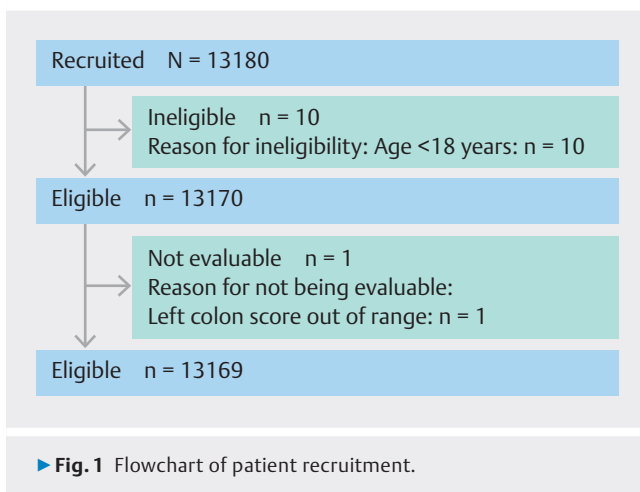 Recruited N = 13180
Ineligible n = 10
Reason for ineligibility: Age <18 years: n = 10
Eligible n = 13170
Not evaluable n = 1
Reason for not being evaluable:
Left colon score out of range: n = 1
Eligible n = 13169
▶ Fig. 1 Flowchart of patient recruitment.